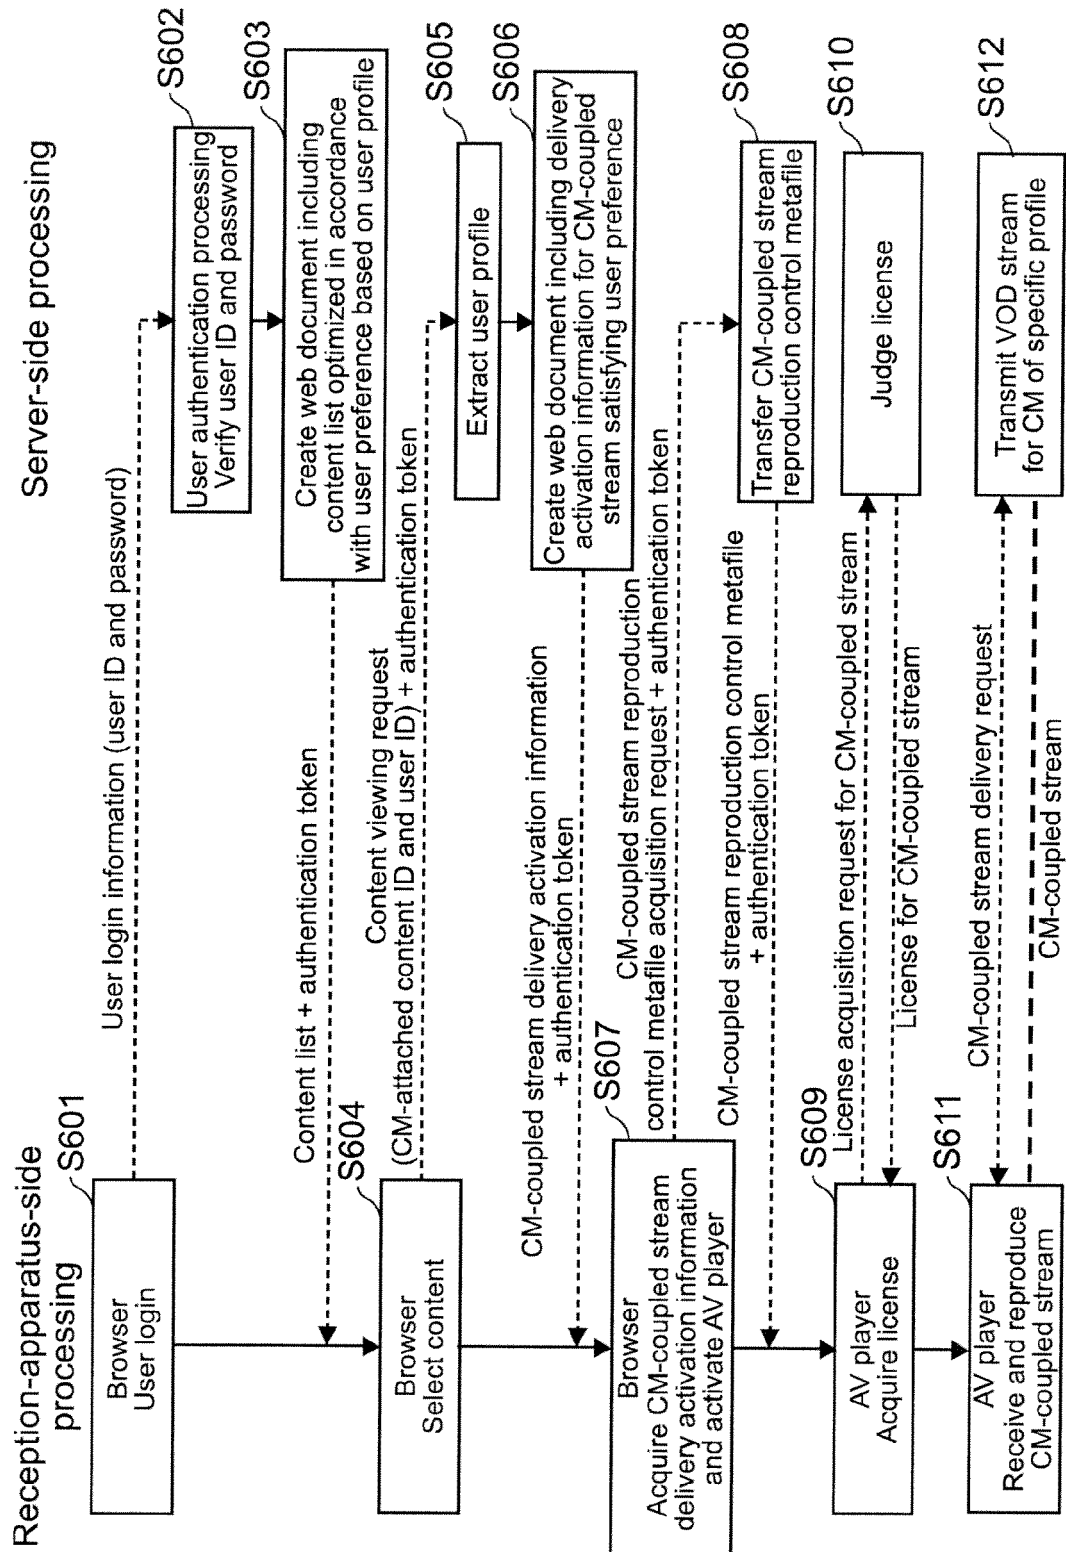 Reception-apparatus-side
processing
Server-side processing
S601
Browser
User login
User login information (user ID and password)
S602
User authentication processing
Verify user ID and password
S603
Create web document including
content list optimized in accordance
with user preference based on user profile
Content list + authentication token
S604
Browser
Select content
Content viewing request
(CM-attached content ID and user ID) + authentication token
S605
Extract user profile
S606
Create web document including delivery
activation information for CM-coupled
stream satisfying user preference
CM-coupled stream delivery activation information
+ authentication token
S607
Browser
Acquire CM-coupled stream
delivery activation information
and activate AV player
CM-coupled stream reproduction
control metafile acquisition request + authentication token
S608
Transfer CM-coupled stream
reproduction control metafile
CM-coupled stream reproduction control metafile
+ authentication token
S609
AV player
Acquire license
License acquisition request for CM-coupled stream
S610
Judge license
License for CM-coupled stream
S611
AV player
Receive and reproduce
CM-coupled stream
CM-coupled stream delivery request
S612
Transmit VOD stream
for CM of specific profile
CM-coupled stream